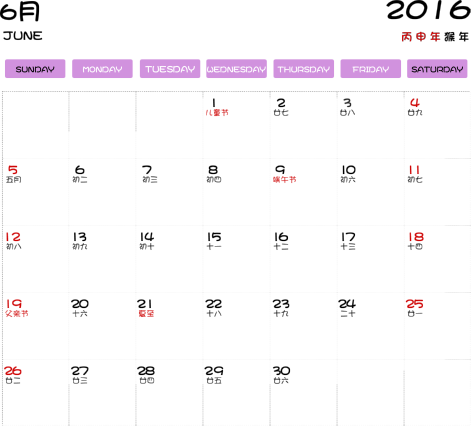 6月 2016
JUNE 丙申年 猴年
SUNDAY MONDAY TUESDAY WEDNESDAY THURSDAY FRIDAY SATURDAY
1 2 3 4
儿童节 廿七 廿八 廿九
5 6 7 8 9 10 11
五月 初二 初三 初四 端午节 初六 初七
12 13 14 15 16 17 18
初八 初九 初十 十一 十二 十三 十四
19 20 21 22 23 24 25
父亲节 十六 夏至 十八 十九 二十 廿一
26 27 28 29 30
廿二 廿三 廿四 廿五 廿六